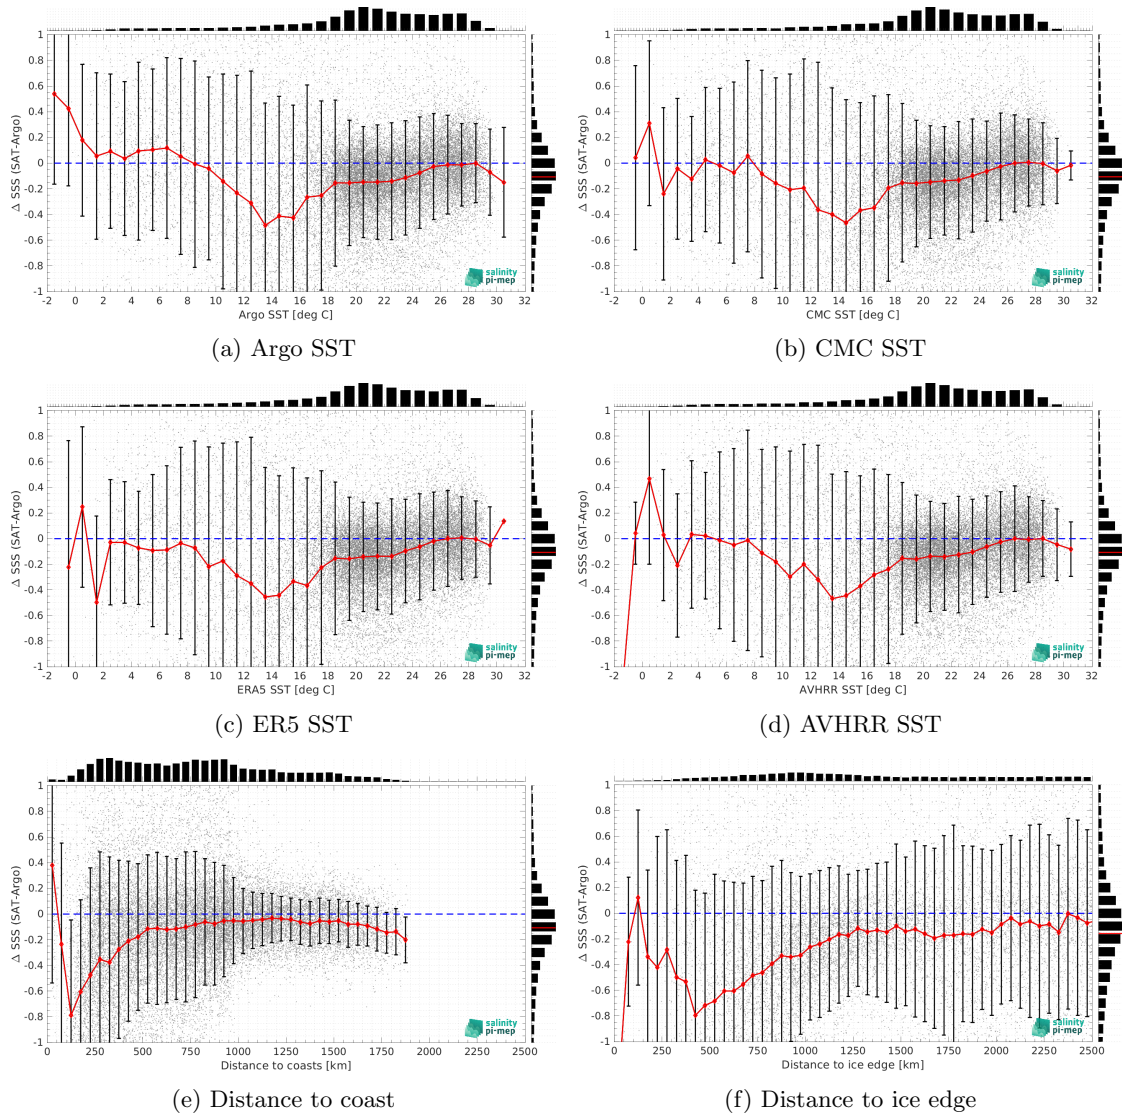 1
0.8
0.6
0.4
0.2
0
-0.2
-0.4
-0.6
-0.8
-1
Δ SSS (SAT-Argo)
-2 0 2 4 6 8 10 12 14 16 18 20 22 24 26 28 30 32
Argo SST [deg C]
salinity
pi-mep
(a) Argo SST
1
0.8
0.6
0.4
0.2
0
-0.2
-0.4
-0.6
-0.8
-1
Δ SSS (SAT-Argo)
-2 0 2 4 6 8 10 12 14 16 18 20 22 24 26 28 30 32
CMC SST [deg C]
salinity
pi-mep
(b) CMC SST
1
0.8
0.6
0.4
0.2
0
-0.2
-0.4
-0.6
-0.8
-1
Δ SSS (SAT-Argo)
-2 0 2 4 6 8 10 12 14 16 18 20 22 24 26 28 30 32
ERA5 SST [deg C]
salinity
pi-mep
(c) ER5 SST
1
0.8
0.6
0.4
0.2
0
-0.2
-0.4
-0.6
-0.8
-1
Δ SSS (SAT-Argo)
-2 0 2 4 6 8 10 12 14 16 18 20 22 24 26 28 30 32
AVHRR SST [deg C]
salinity
pi-mep
(d) AVHRR SST
1
0.8
0.6
0.4
0.2
0
-0.2
-0.4
-0.6
-0.8
-1
Δ SSS (SAT-Argo)
0 250 500 750 1000 1250 1500 1750 2000 2250 2500
Distance to coasts [km]
salinity
pi-mep
(e) Distance to coast
1
0.8
0.6
0.4
0.2
0
-0.2
-0.4
-0.6
-0.8
-1
Δ SSS (SAT-Argo)
0 250 500 750 1000 1250 1500 1750 2000 2250 2500
Distance to ice edge [km]
salinity
pi-mep
(f) Distance to ice edge